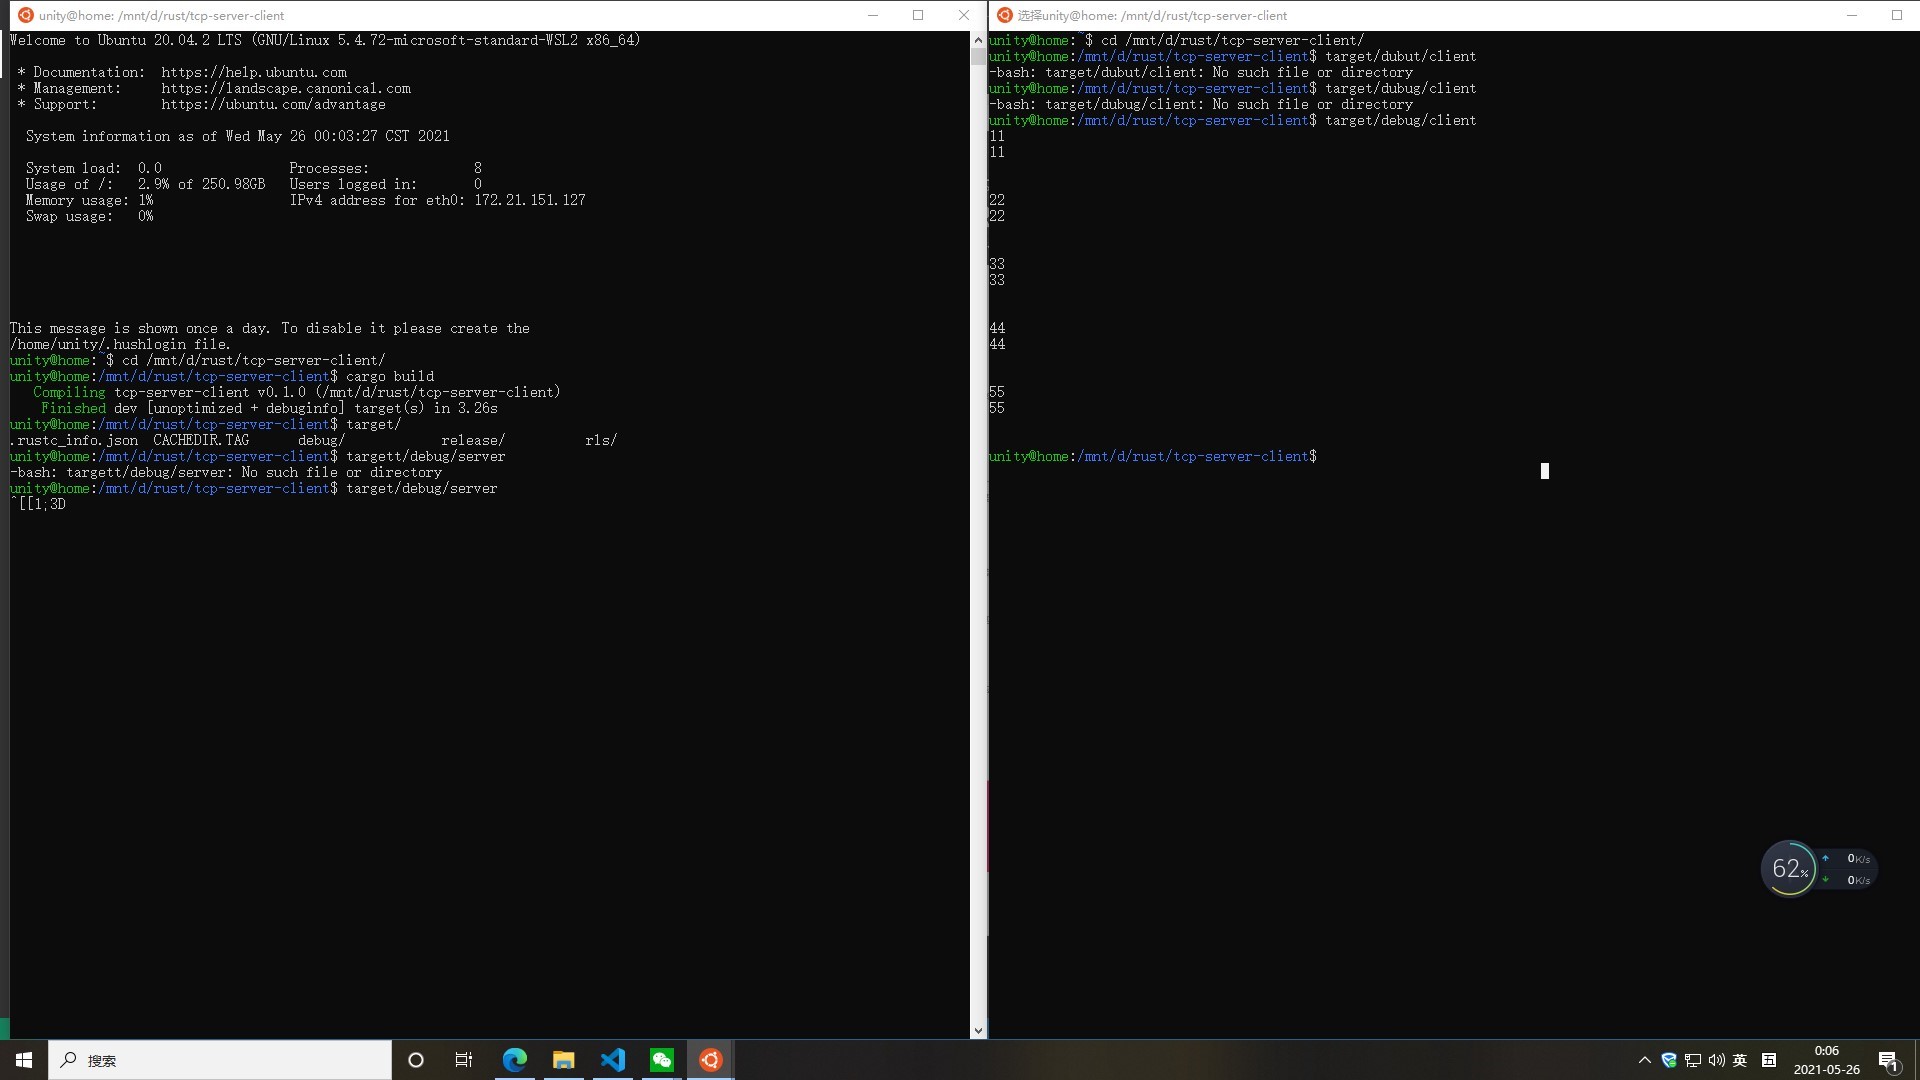 unity@home: /mnt/d/rust/tcp-server-client
Welcome to Ubuntu 20.04.2 LTS (GNU/Linux 5.4.72-microsoft-standard-WSL2 x86_64)
* Documentation:  https://help.ubuntu.com
* Management:     https://landscape.canonical.com
* Support:        https://ubuntu.com/advantage
System information as of Wed May 26 00:03:27 CST 2021
System load:  0.0                Processes:             8
Usage of /:   2.9% of 250.98GB   Users logged in:       0
Memory usage: 1%                 IPv4 address for eth0: 172.21.151.127
Swap usage:   0%
This message is shown once a day. To disable it please create the
/home/unity/.hushlogin file.
unity@home:~$ cd /mnt/d/rust/tcp-server-client/
unity@home:/mnt/d/rust/tcp-server-client$ cargo build
Compiling tcp-server-client v0.1.0 (/mnt/d/rust/tcp-server-client)
Finished dev [unoptimized + debuginfo] target(s) in 3.26s
unity@home:/mnt/d/rust/tcp-server-client$ target/
.rustc_info.json  CACHEDIR.TAG      debug/            release/          rls/
unity@home:/mnt/d/rust/tcp-server-client$ targett/debug/server
-bash: targett/debug/server: No such file or directory
unity@home:/mnt/d/rust/tcp-server-client$ target/debug/server
^[[1;3D
选择unity@home: /mnt/d/rust/tcp-server-client
unity@home:~$ cd /mnt/d/rust/tcp-server-client/
unity@home:/mnt/d/rust/tcp-server-client$ target/dubut/client
-bash: target/dubut/client: No such file or directory
unity@home:/mnt/d/rust/tcp-server-client$ target/dubug/client
-bash: target/dubug/client: No such file or directory
unity@home:/mnt/d/rust/tcp-server-client$ target/debug/client
11
11
22
22
33
33
44
44
55
55
unity@home:/mnt/d/rust/tcp-server-client$
62%
0K/s
0K/s
搜索
英
五
0:06
2021-05-26
1